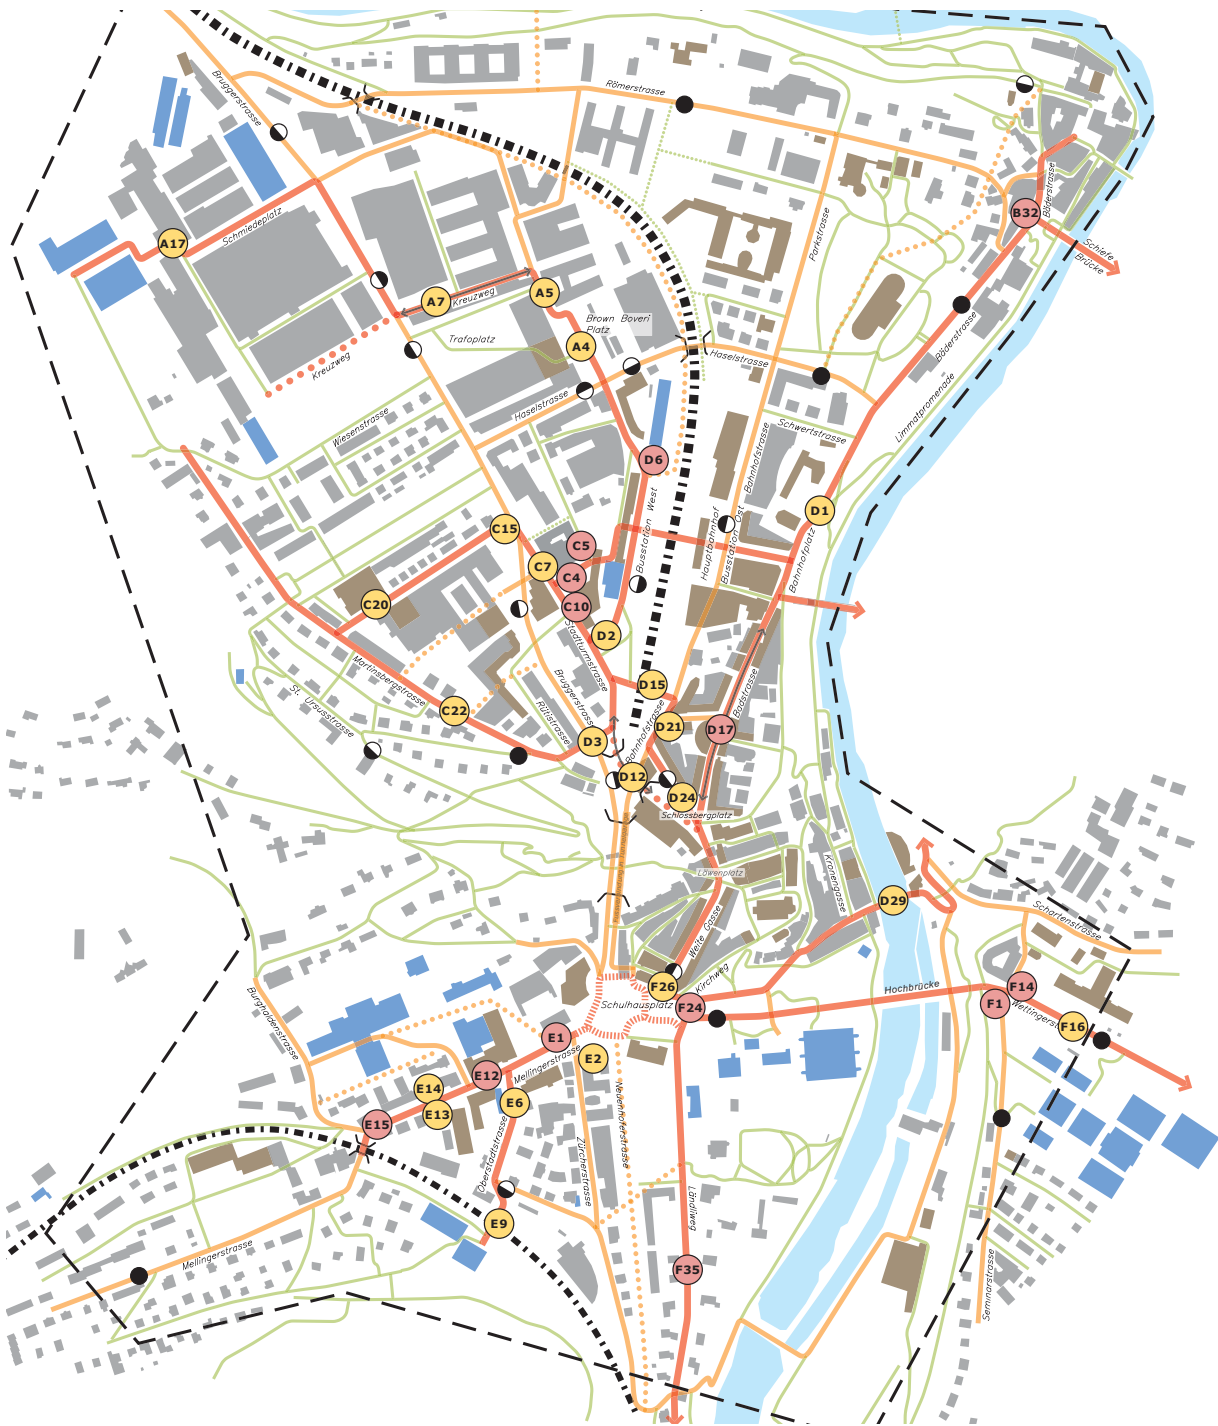 Römerstrasse
Bruggerstrasse
Schmiedeplatz
A17
Parkstrasse
B32
Bäderstrasse
Schiefe
Brücke
A7
Kreuzweg
A5
Brown Boveri
Platz
Trafoplatz
A4
Kreuzweg
Haselstrasse
Bäderstrasse
Haselstrasse
Limmatpromenade
Wiesenstrasse
Schwertstrasse
D6
Bahnhofstrasse
Busstation West
Hauptbahnhof
Busstation Ost
D1
C15
C5
C7
C4
Bahnhofplatz
C20
C10
Stadtturmstrasse
D2
Martinsbergstrasse
St. Ursusstrasse
D15
Bruggerstrasse
Rütistrasse
Badstrasse
C22
D21
D17
Bahnhofstrasse
D3
D12
D24
Schlossbergplatz
Löwenplatz
Kronengasse
D29
Schartenstrasse
Weite Gasse
Kirchweg
F26
Schulhausplatz
F24
Hochbrücke
F14
F1
Wettingerst
F16
Burghaldenstrasse
E1
Mellingerstrasse
E2
E12
E14
E13
E6
E15
Neuenhoferstrasse
Oberstadtstrasse
Zürcherstrasse
Ländliweg
E9
Mellingerstrasse
F35
Seminarstrasse